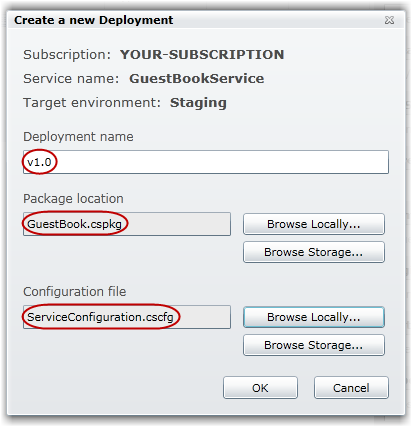 Create a new Deployment
Subscription: YOUR-SUBSCRIPTION
Service name: GuestBookService
Target environment: Staging
Deployment name
v1.0
Package location
GuestBook.cspkg
Browse Locally...
Browse Storage...
Configuration file
ServiceConfiguration.cscfg
Browse Locally...
Browse Storage...
OK
Cancel